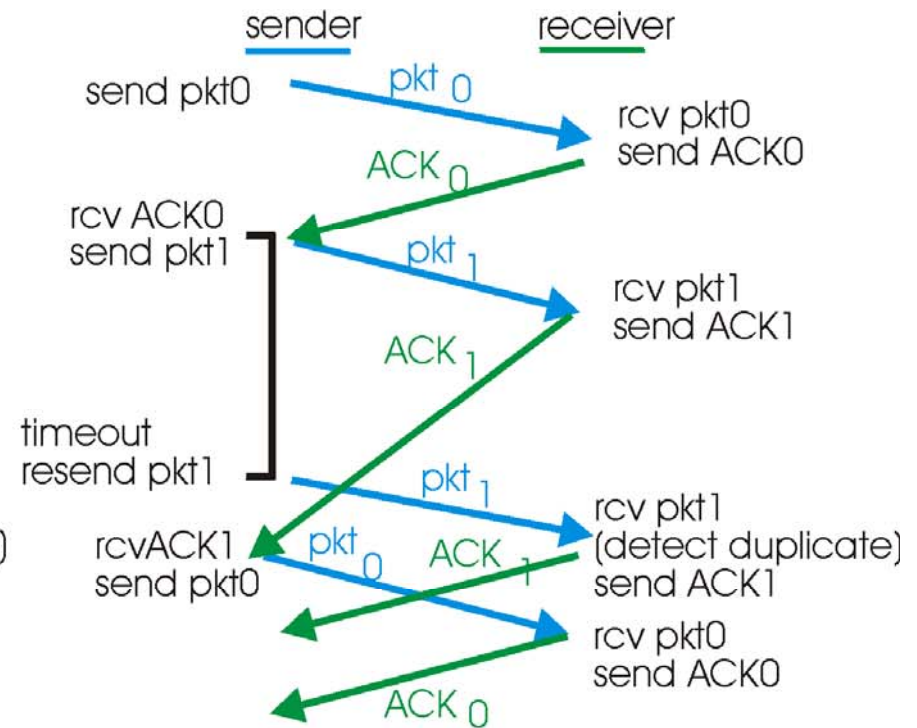 sender
receiver
send pkt0
pkt 0
rcv pkt0
send ACK0
ACK 0
rcv ACK0
send pkt1
pkt 1
rcv pkt1
send ACK1
ACK 1
timeout
resend pkt1
pkt 1
rcv pkt1
(detect duplicate)
send ACK1
)
rcvACK1
send pkt0
pkt 0
ACK 1
rcv pkt0
send ACK0
ACK 0